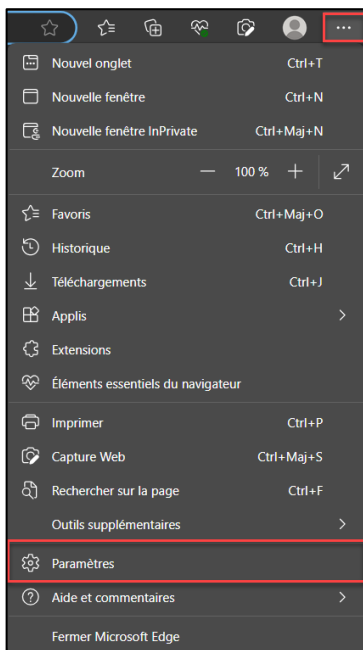 Nouvel onglet Ctrl+T
Nouvelle fenêtre Ctrl+N
Nouvelle fenêtre InPrivate Ctrl+Maj+N
Zoom — 100 % +
Favoris Ctrl+Maj+O
Historique Ctrl+H
Téléchargements Ctrl+J
Applis
Extensions
Éléments essentiels du navigateur
Imprimer Ctrl+P
Capture Web Ctrl+Maj+S
Rechercher sur la page Ctrl+F
Outils supplémentaires
Paramètres
Aide et commentaires
Fermer Microsoft Edge